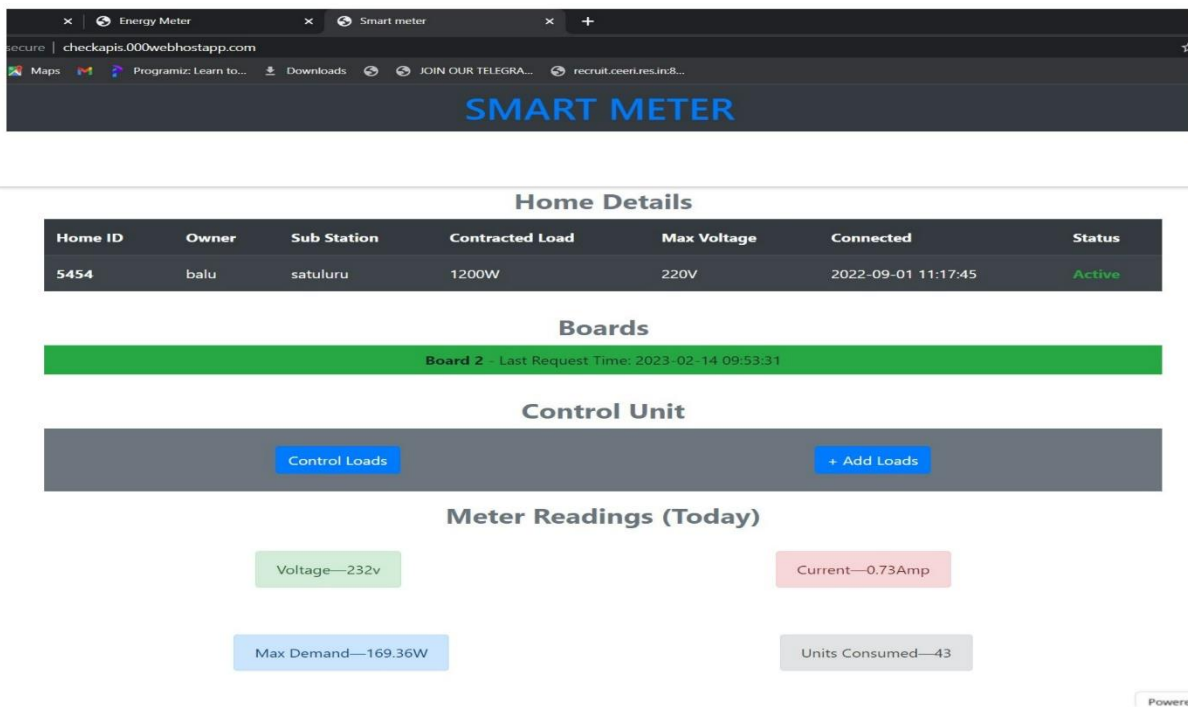 Energy Meter Smart meter
secure | checkapis.000webhostapp.com
Maps Programiz: Learn to... Downloads JOIN OUR TELEGRA... recruit.ceeri.res.in:8...
SMART METER
Home Details
Home ID Owner Sub Station Contracted Load Max Voltage Connected Status
5454 balu satuluru 1200W 220V 2022-09-01 11:17:45 Active
Boards
Board 2 - Last Request Time: 2023-02-14 09:53:31
Control Unit
Control Loads + Add Loads
Meter Readings (Today)
Voltage—232v Current—0.73Amp
Max Demand—169.36W Units Consumed—43
Powere